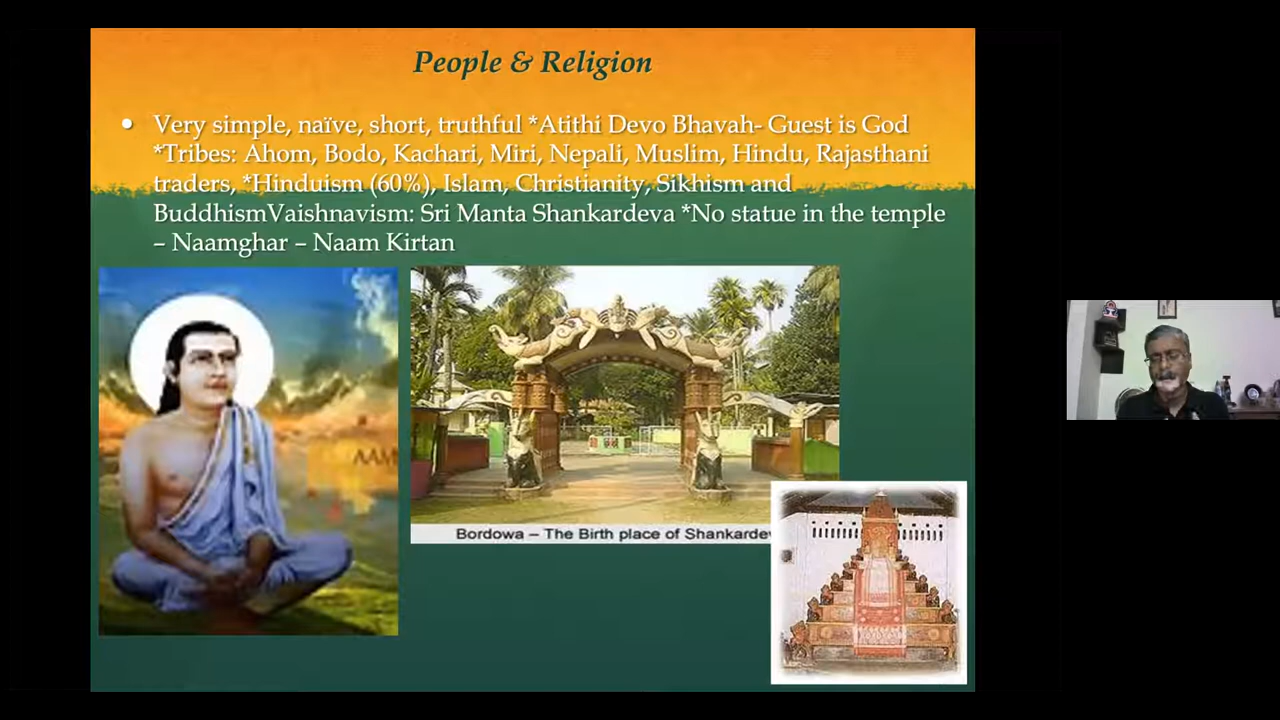 People & Religion
• Very simple, naïve, short, truthful *Atithi Devo Bhavah- Guest is God
*Tribes: Ahom, Bodo, Kachari, Miri, Nepali, Muslim, Hindu, Rajasthani
traders, *Hinduism (60%), Islam, Christianity, Sikhism and
BuddhismVaishnavism: Sri Manta Shankardeva *No statue in the temple
– Naamghar – Naam Kirtan
AAM
Bordowa – The Birth place of Shankardev